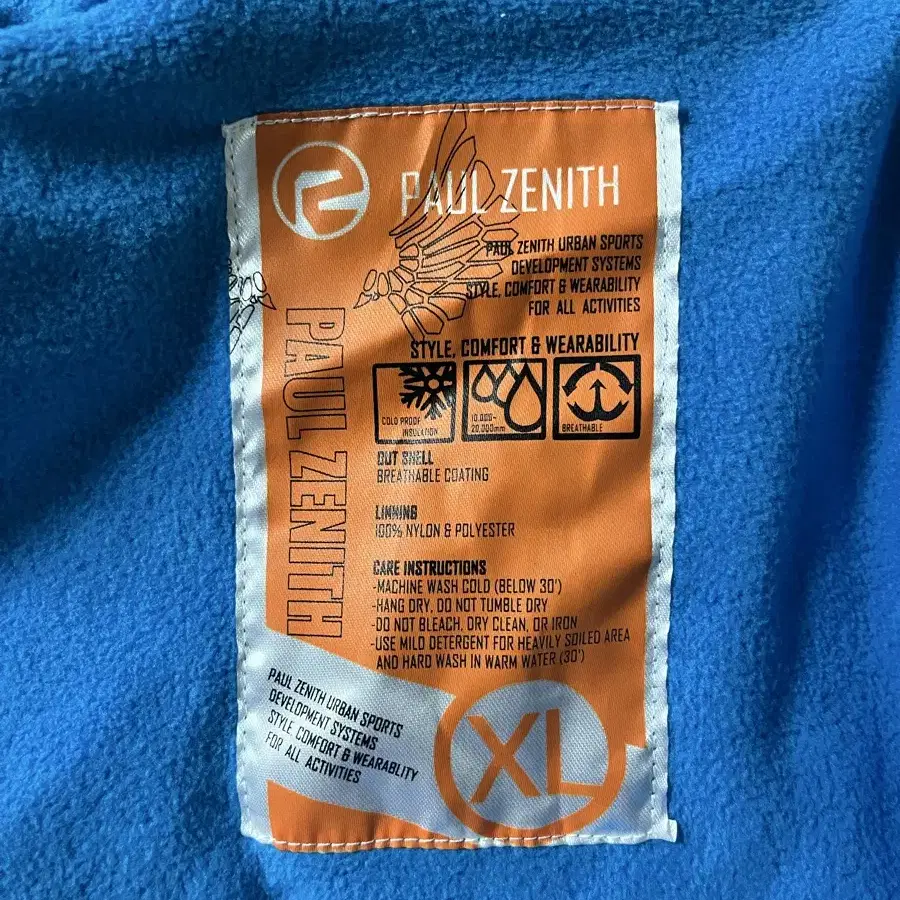 PAUL ZENITH
PAUL ZENITH URBAN SPORTS
DEVELOPMENT SYSTEMS
STYLE, COMFORT & WEARABILITY
FOR ALL ACTIVITIES
STYLE, COMFORT & WEARABILITY
COLD PROOF
INSULATION
10.000~
20.000mm
BREATHABLE
OUT SHELL
BREATHABLE COATING
LINNING
100% NYLON & POLYESTER
CARE INSTRUCTIONS
-MACHINE WASH COLD (BELOW 30')
-HANG DRY, DO NOT TUMBLE DRY
-DO NOT BLEACH, DRY CLEAN, OR IRON
-USE MILD DETERGENT FOR HEAVILY SOILED AREA
AND HARD WASH IN WARM WATER (30')
PAUL ZENITH
PAUL ZENITH URBAN SPORTS
DEVELOPMENT SYSTEMS
STYLE COMFORT & WEARABLITY
FOR ALL ACTIVITIES
XL